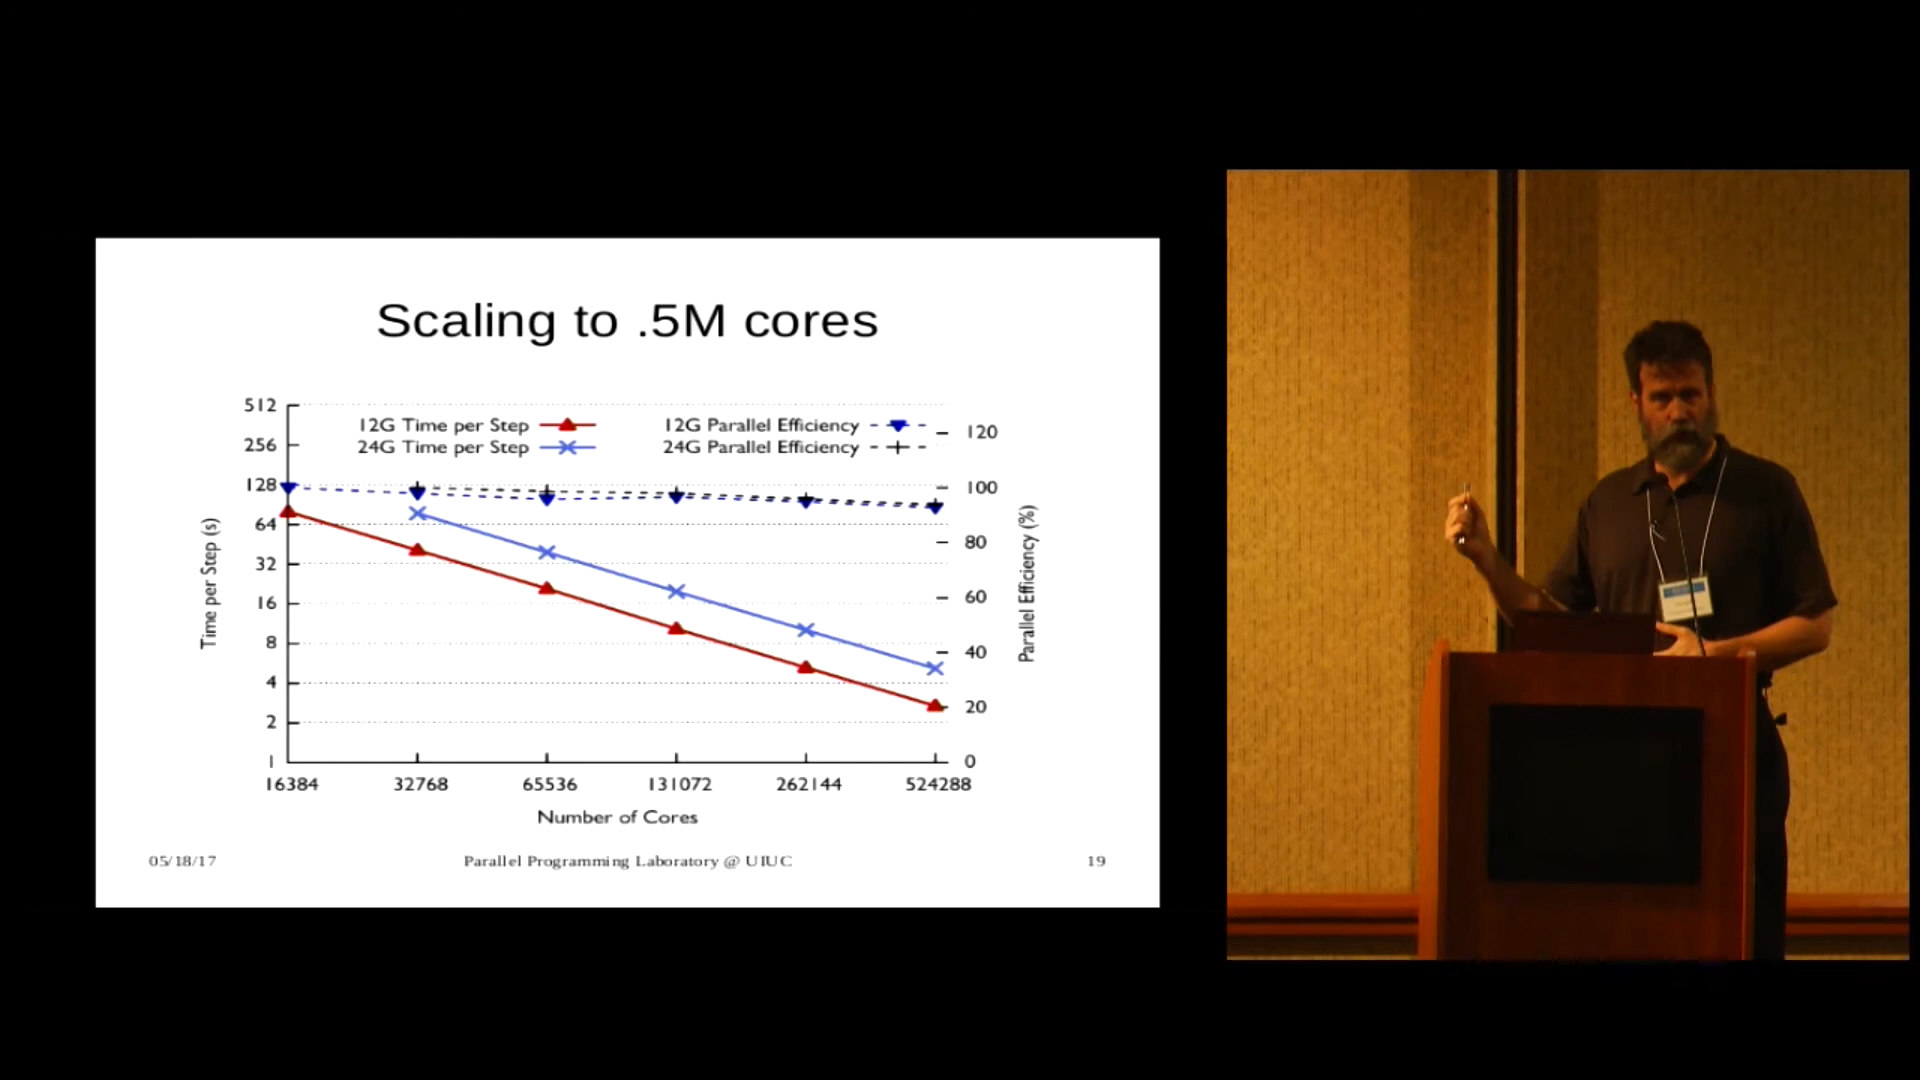 Scaling to .5M cores
512
256
128
64
32
16
8
4
2
1
Time per Step (s)
12G Time per Step
24G Time per Step
12G Parallel Efficiency
24G Parallel Efficiency
120
100
80
60
40
20
0
Parallel Efficiency (%)
16384 32768 65536 131072 262144 524288
Number of Cores
05/18/17 Parallel Programming Laboratory @ UIUC 19